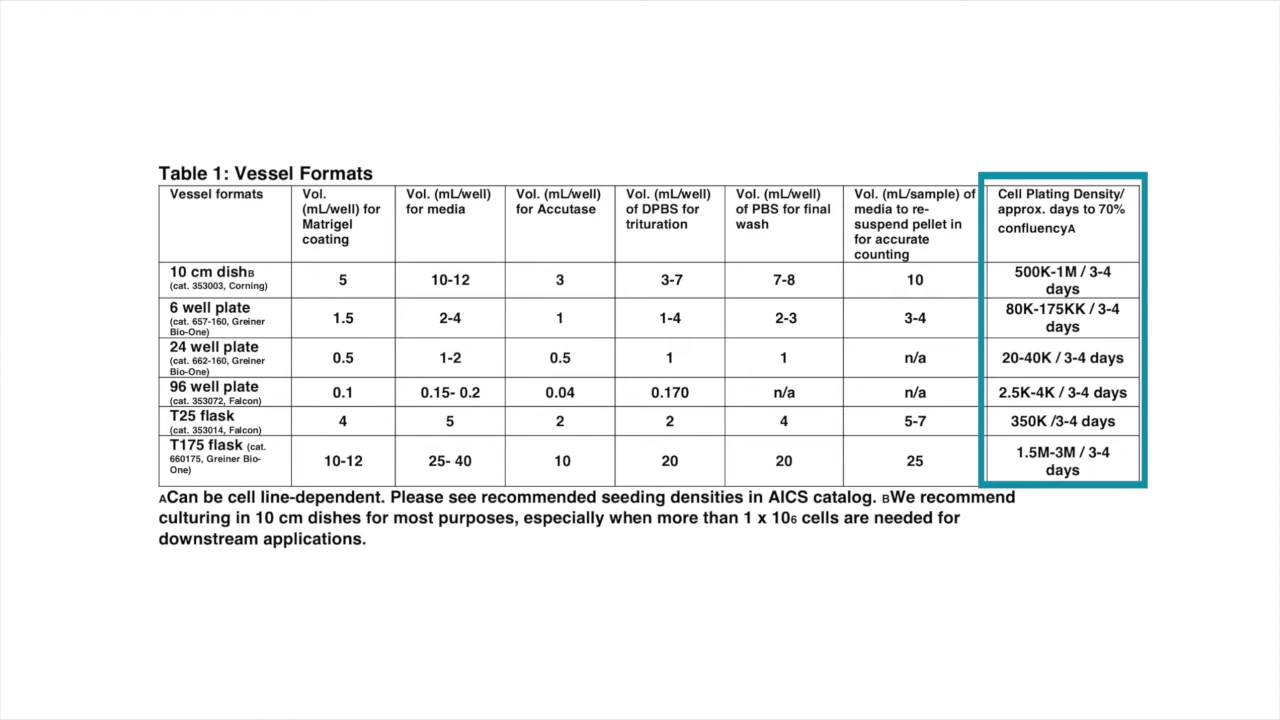 Table 1: Vessel Formats
Vessel formats
Vol.
(mL/well) for
Matrigel
coating
Vol. (mL/well)
for media
Vol. (mL/well)
for Accutase
Vol. (mL/well)
of DPBS for
trituration
Vol. (mL/well)
of PBS for final
wash
Vol. (mL/sample) of
media to re-
suspend pellet in
for accurate
counting
Cell Plating Density/
approx. days to 70%
confluencyA
10 cm dishB
(cat. 353003, Corning)
5
10-12
3
3-7
7-8
10
500K-1M / 3-4
days
6 well plate
(cat. 657-160, Greiner
Bio-One)
1.5
2-4
1
1-4
2-3
3-4
80K-175KK / 3-4
days
24 well plate
(cat. 662-160, Greiner
Bio-One)
0.5
1-2
0.5
1
1
n/a
20-40K / 3-4 days
96 well plate
(cat. 353072, Falcon)
0.1
0.15- 0.2
0.04
0.170
n/a
n/a
2.5K-4K / 3-4 days
T25 flask
(cat. 353014, Falcon)
4
5
2
2
4
5-7
350K /3-4 days
T175 flask (cat.
660175, Greiner Bio-
One)
10-12
25- 40
10
20
20
25
1.5M-3M / 3-4
days
ACan be cell line-dependent. Please see recommended seeding densities in AICS catalog. BWe recommend
culturing in 10 cm dishes for most purposes, especially when more than 1 x 106 cells are needed for
downstream applications.